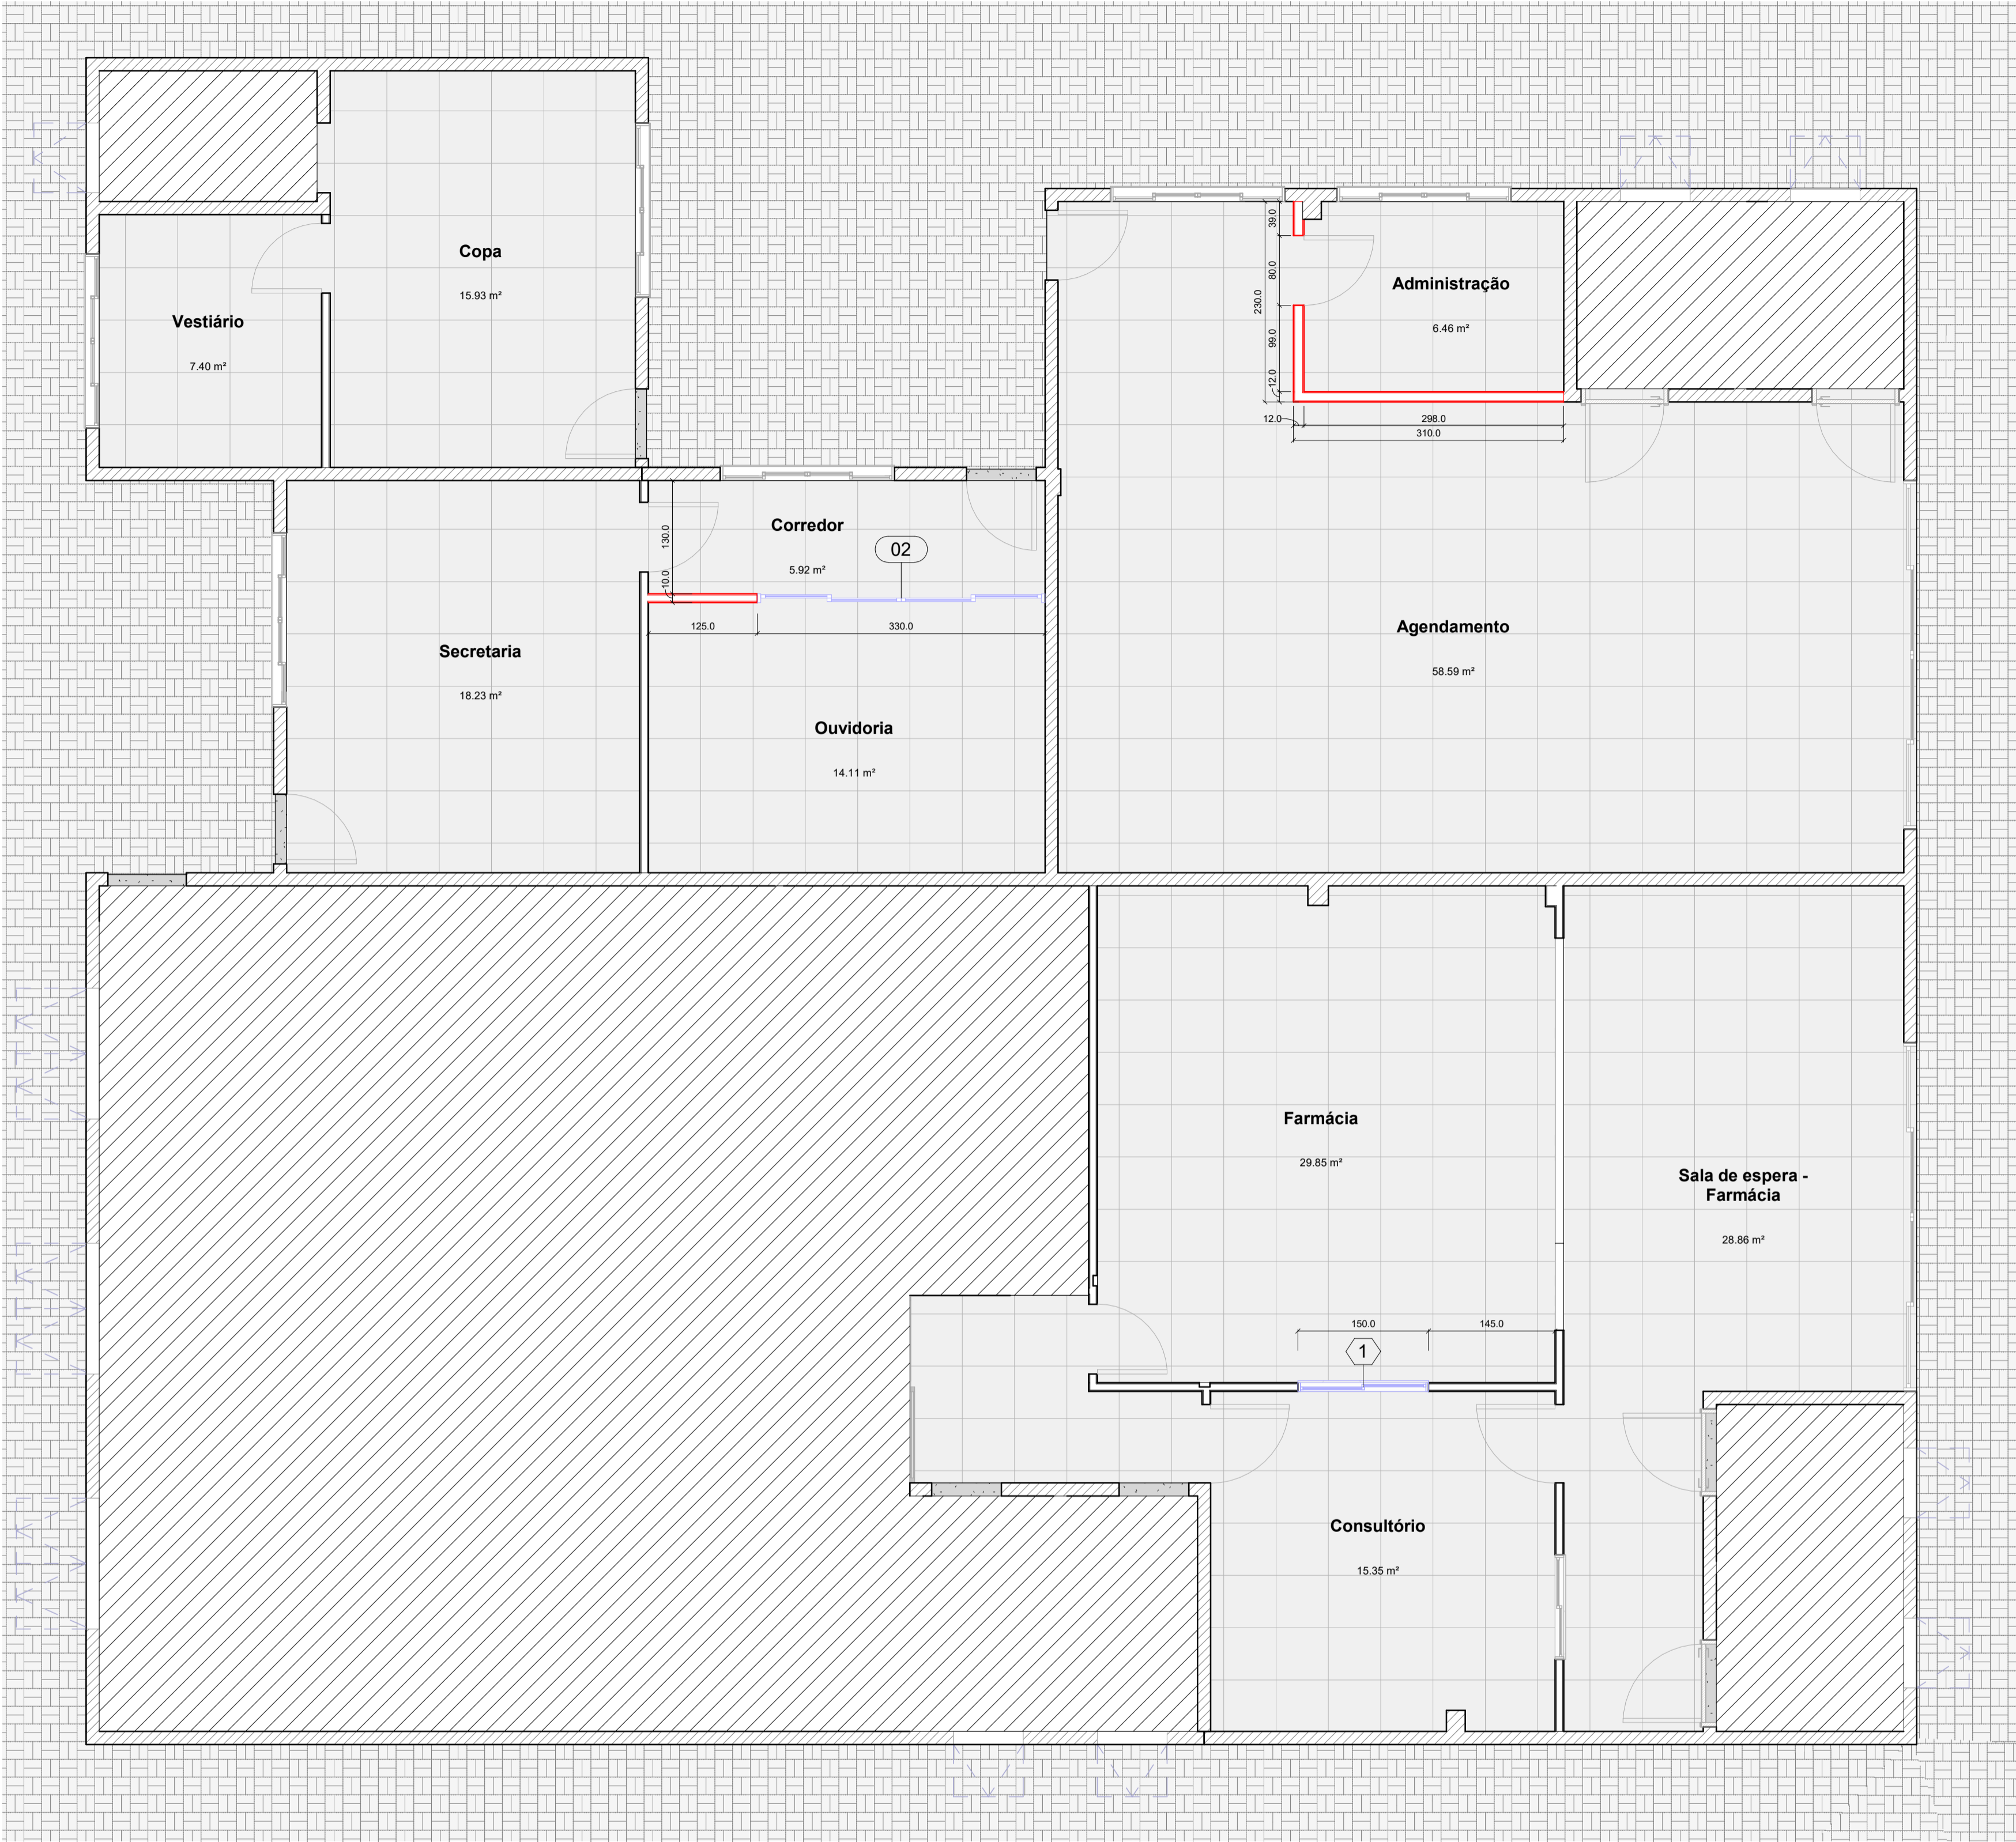 Copa
15.93 m²
Vestiário
7.40 m²
39.0
80.0
230.0
99.0
12.0
Administração
6.46 m²
12.0
298.0
310.0
Corredor
5.92 m²
02
130.0
10.0
125.0
330.0
Secretaria
18.23 m²
Ouvidoria
14.11 m²
Agendamento
58.59 m²
Farmácia
29.85 m²
Sala de espera -
Farmácia
28.86 m²
150.0
145.0
1
Consultório
15.35 m²